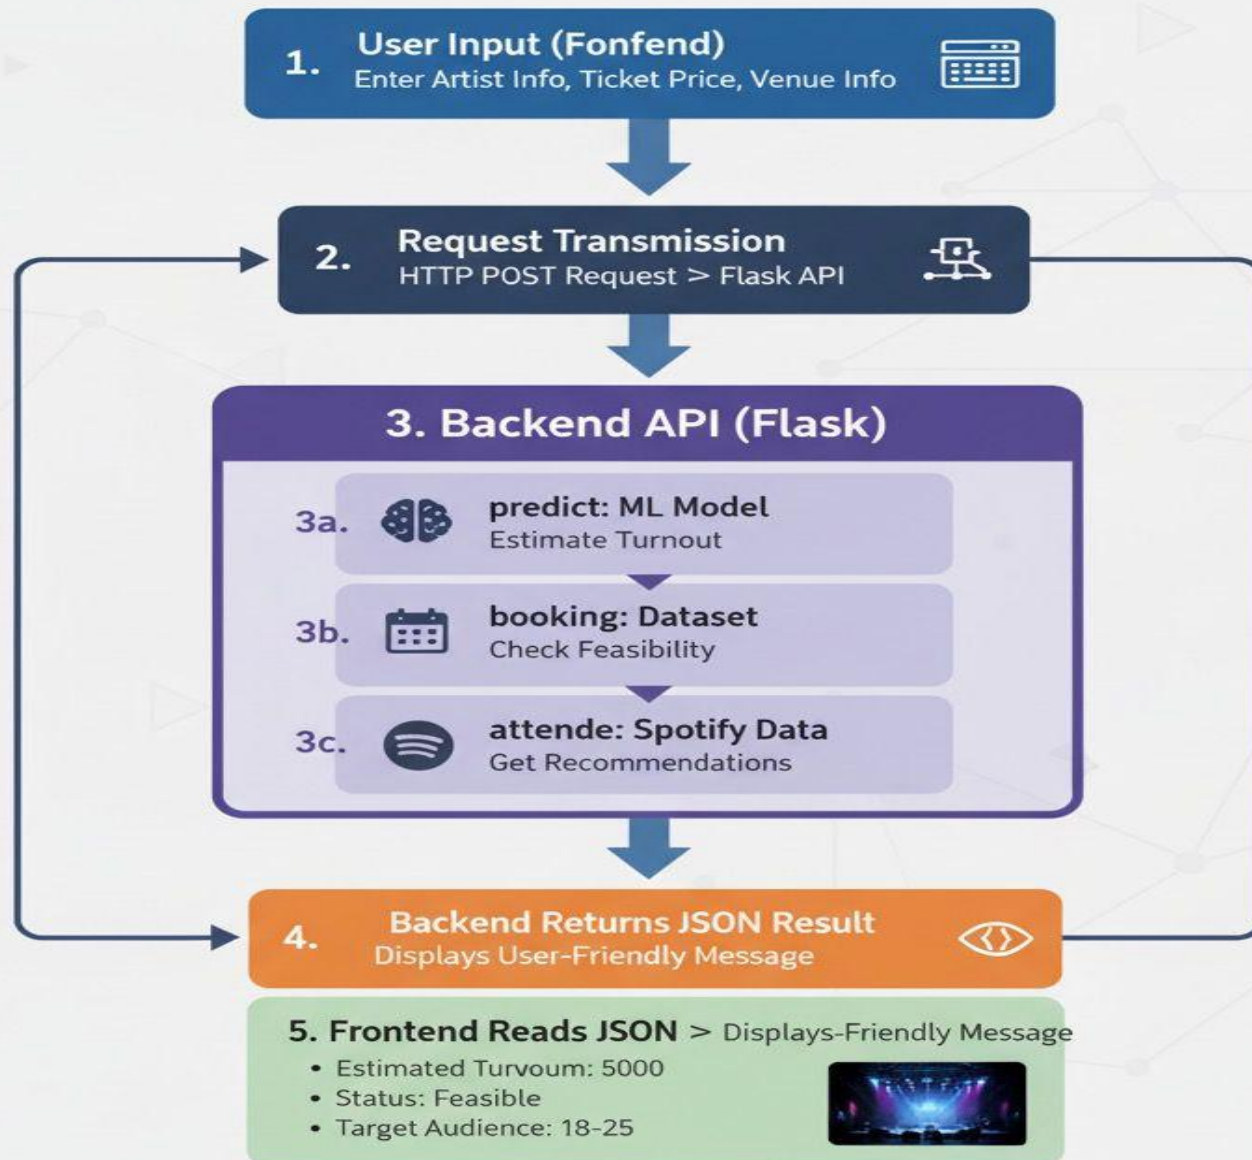 1. User Input (Fonfend)
Enter Artist Info, Ticket Price, Venue Info
2. Request Transmission
HTTP POST Request > Flask API
3. Backend API (Flask)
3a. predict: ML Model
Estimate Turnout
3b. booking: Dataset
Check Feasibility
3c. attende: Spotify Data
Get Recommendations
4. Backend Returns JSON Result
Displays User-Friendly Message
5. Frontend Reads JSON > Displays-Friendly Message
• Estimated Turvoum: 5000
• Status: Feasible
• Target Audience: 18-25